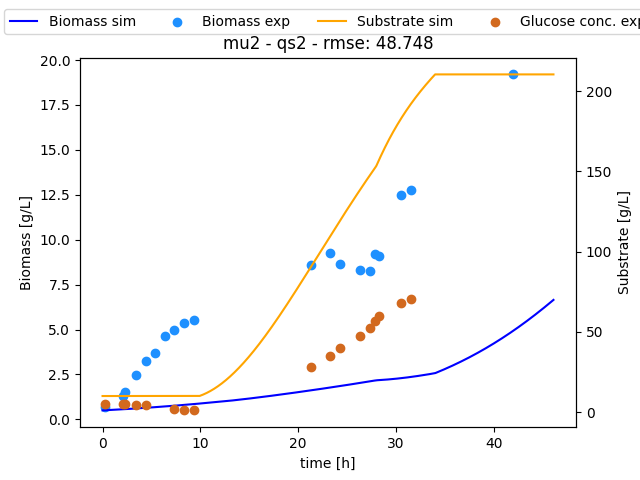 Biomass sim Biomass exp Substrate sim Glucose conc. exp
mu2 - qs2 - rmse: 48.748
20.0
17.5
15.0
12.5
10.0
7.5
5.0
2.5
0.0
Biomass [g/L]
200
150
100
50
0
Substrate [g/L]
0 10 20 30 40
time [h]